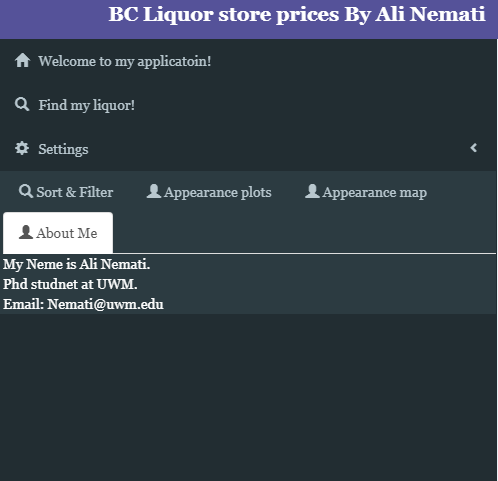 BC Liquor store prices By Ali Nemati
Welcome to my applicatoin!
Find my liquor!
Settings
Sort & Filter Appearance plots Appearance map
About Me
My Neme is Ali Nemati.
Phd studnet at UWM.
Email: Nemati@uwm.edu